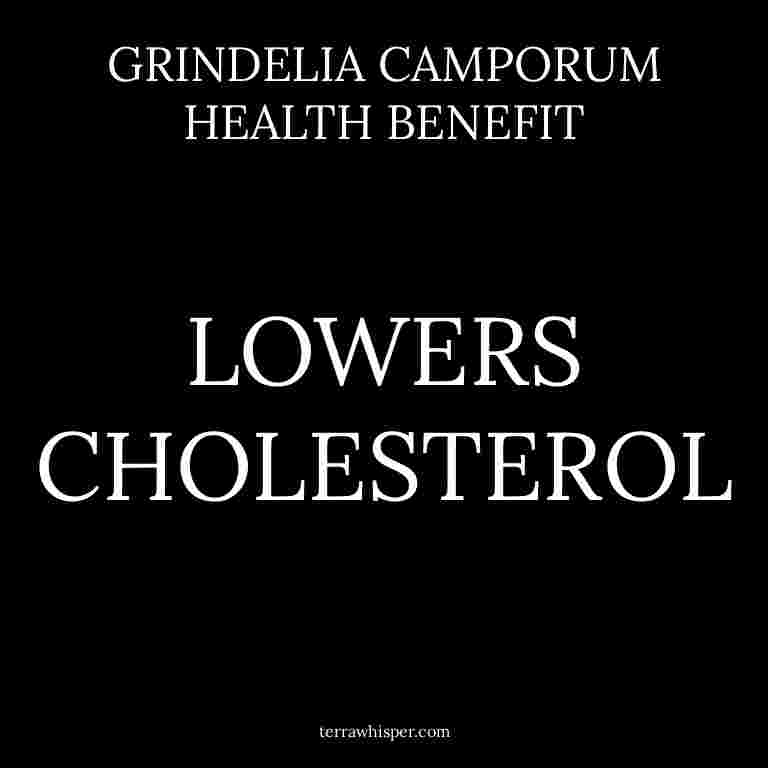 GRINDELIA CAMPORUM
HEALTH BENEFIT
LOWERS
CHOLESTEROL
terrawhisper.com